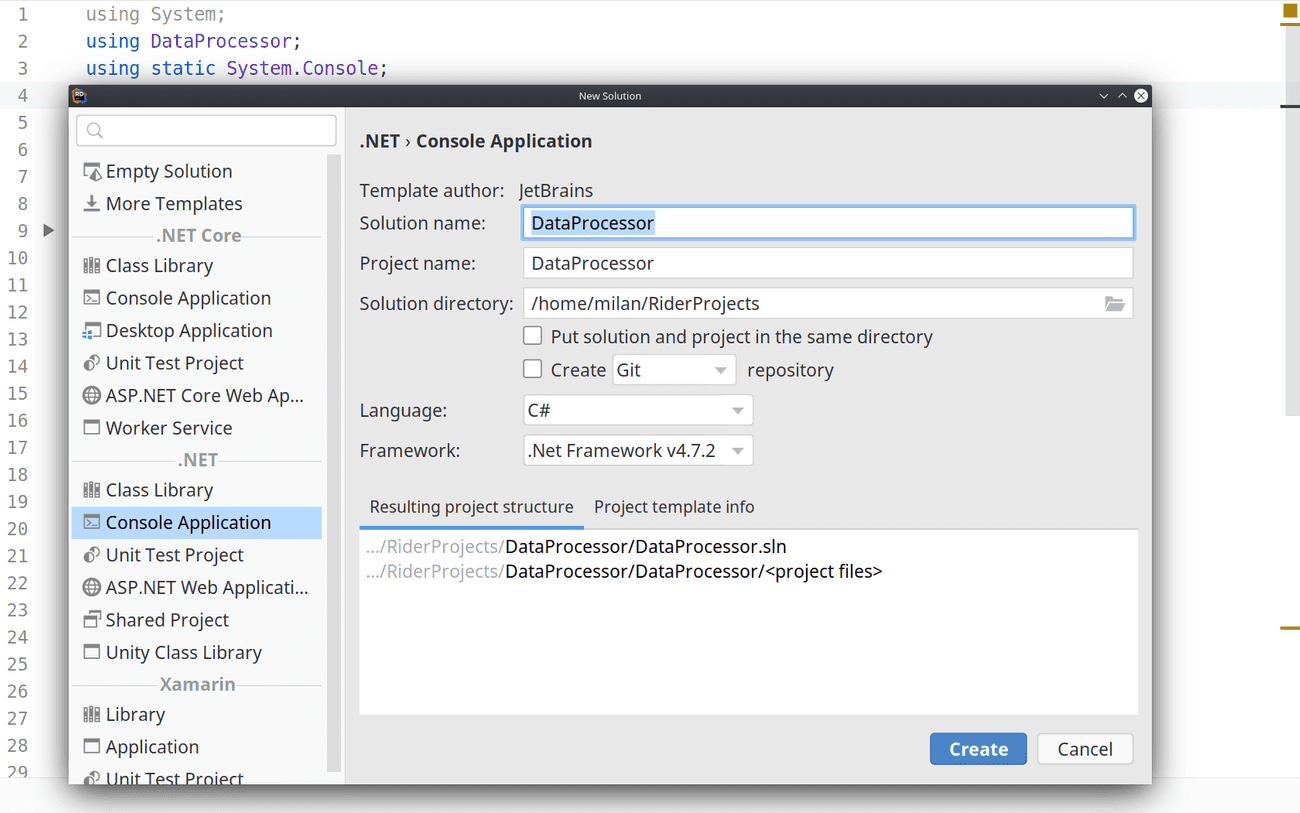 1 using System;
2 using DataProcessor;
3 using static System.Console;
4
5
6
7
8
9
10
11
12
13
14
15
16
17
18
19
20
21
22
23
24
25
26
27
28
29
RD
New Solution
Empty Solution
More Templates
.NET Core
Class Library
Console Application
Desktop Application
Unit Test Project
ASP.NET Core Web Ap...
Worker Service
.NET
Class Library
Console Application
Unit Test Project
ASP.NET Web Applicati...
Shared Project
Unity Class Library
Xamarin
Library
Application
Unit Test Project
.NET › Console Application
Template author: JetBrains
Solution name: DataProcessor
Project name: DataProcessor
Solution directory: /home/milan/RiderProjects
Put solution and project in the same directory
Create Git repository
Language: C#
Framework: .Net Framework v4.7.2
Resulting project structure Project template info
.../RiderProjects/DataProcessor/DataProcessor.sln
.../RiderProjects/DataProcessor/DataProcessor/<project files>
Create Cancel